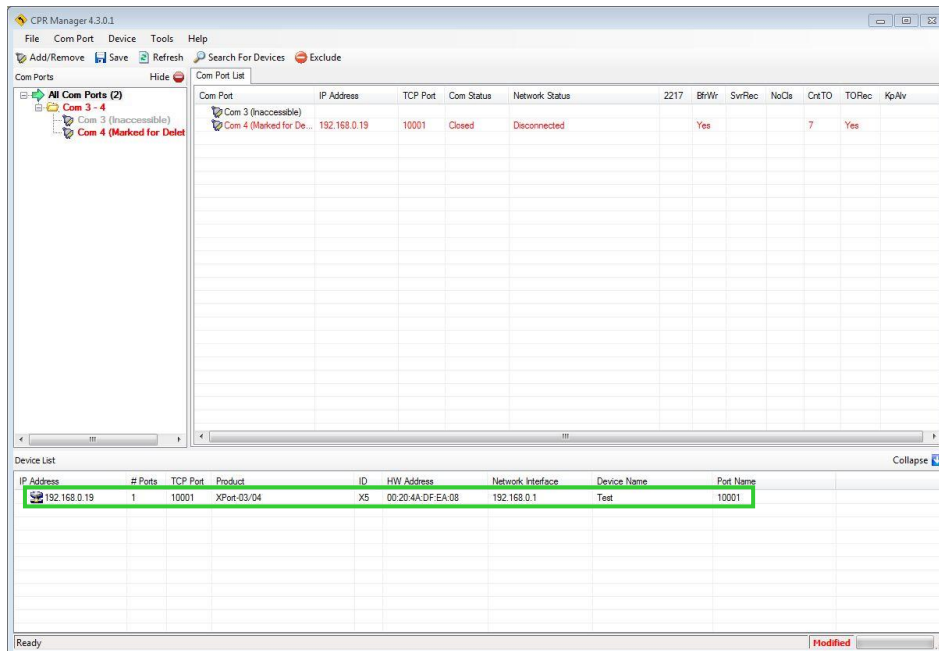 CPR Manager 4.3.0.1
File Com Port Device Tools Help
Add/Remove Save Refresh Search For Devices Exclude
Com Ports Hide
All Com Ports (2)
Com 3 - 4
Com 3 (Inaccessible)
Com 4 (Marked for Delet
Com Port List
Com Port IP Address TCP Port Com Status Network Status 2217 BfrWr SvrRec NoCls CntTO TORec KpAlv
Com 3 (Inaccessible)
Com 4 (Marked for De... 192.168.0.19 10001 Closed Disconnected Yes 7 Yes
Device List Collapse
IP Address # Ports TCP Port Product ID HW Address Network Interface Device Name Port Name
192.168.0.19 1 10001 XPort-03/04 X5 00:20:4A:DF:EA:08 192.168.0.1 Test 10001
Ready Modified